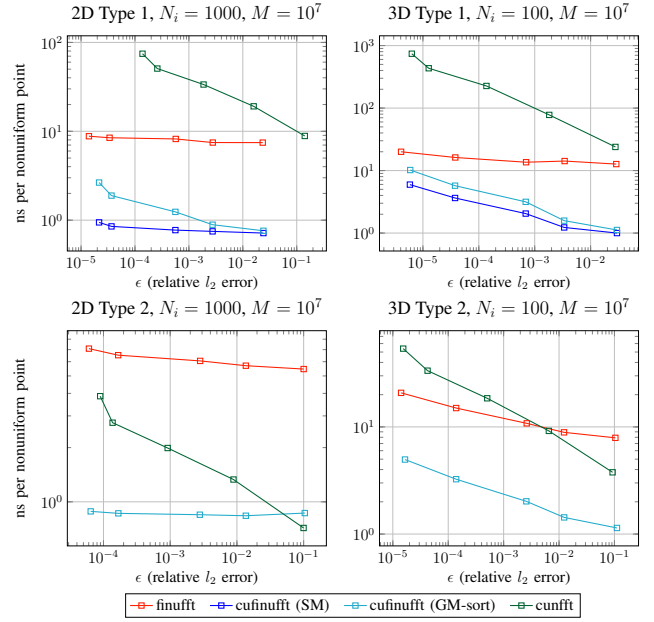 2D Type 1, N_i = 1000, M = 10^7
3D Type 1, N_i = 100, M = 10^7
ns per nonuniform point
10^2
10^1
10^0
10^-5 10^-4 10^-3 10^-2 10^-1
ϵ (relative l_2 error)
10^3
10^2
10^1
10^0
10^-5 10^-4 10^-3 10^-2
ϵ (relative l_2 error)
2D Type 2, N_i = 1000, M = 10^7
3D Type 2, N_i = 100, M = 10^7
ns per nonuniform point
10^0
10^-4 10^-3 10^-2 10^-1
ϵ (relative l_2 error)
10^1
10^0
10^-5 10^-4 10^-3 10^-2 10^-1
ϵ (relative l_2 error)
finufft cufinufft (SM) cufinufft (GM-sort) cunfft